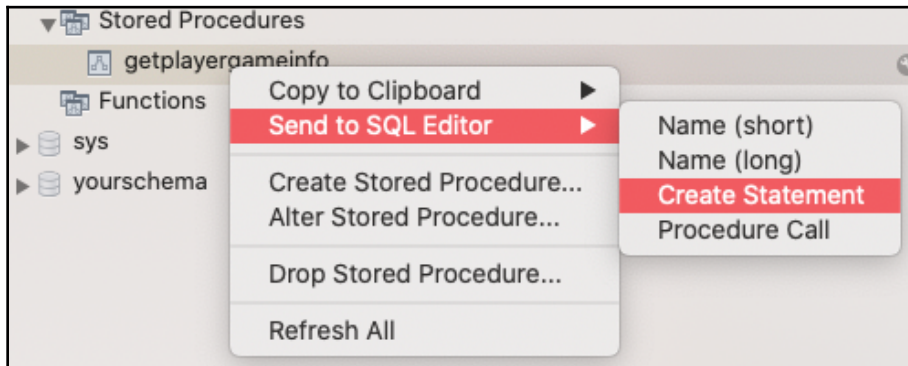 Stored Procedures
getplayergameinfo
Functions
sys
yourschema
Copy to Clipboard
Send to SQL Editor
Create Stored Procedure...
Alter Stored Procedure...
Drop Stored Procedure...
Refresh All
Name (short)
Name (long)
Create Statement
Procedure Call